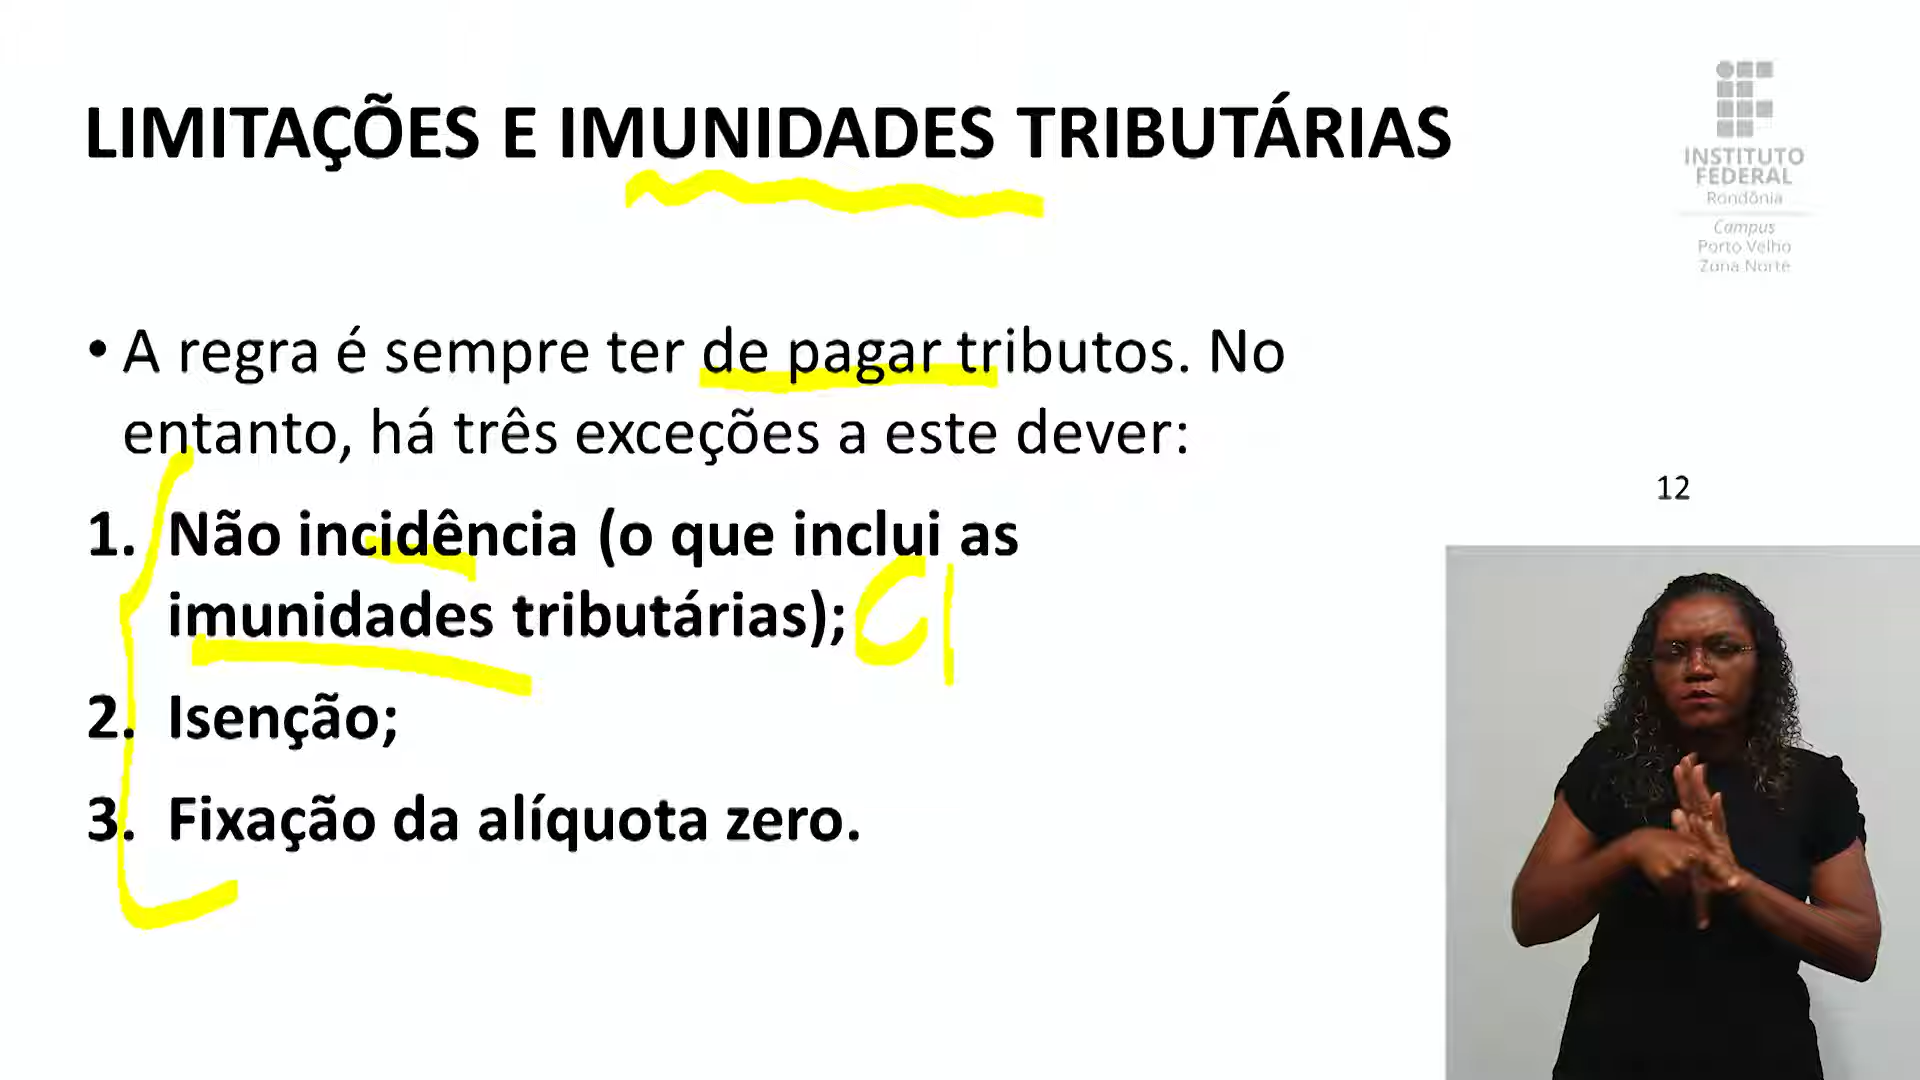 LIMITAÇÕES E IMUNIDADES TRIBUTÁRIAS
INSTITUTO
FEDERAL
Rondônia
Campus
Porto Velho
Zona Norte
• A regra é sempre ter de pagar tributos. No
entanto, há três exceções a este dever:
1. Não incidência (o que inclui as
imunidades tributárias);
2. Isenção;
3. Fixação da alíquota zero.
12